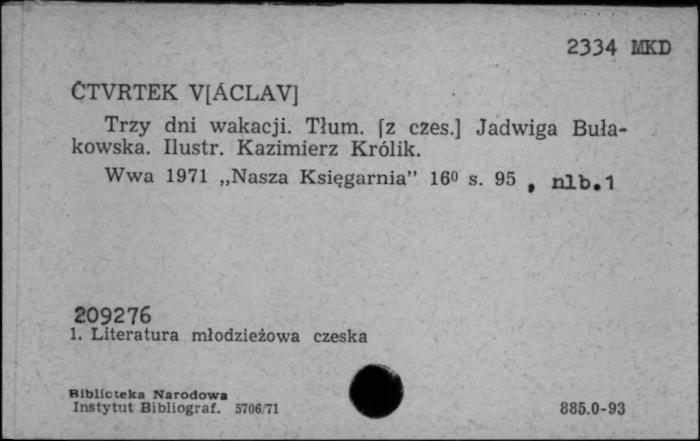 2334 MKD
ČTVRTEK V[ÁCLAV]
Trzy dni wakacji. Tłum. [z czes.] Jadwiga Buła-
kowska. Ilustr. Kazimierz Królik.
Wwa 1971 „Nasza Księgarnia” 16⁰ s. 95 , nlb.1
209276
1. Literatura młodzieżowa czeska
Biblioteka Narodowa
Instytut Bibliograf. 5706/71
885.0-93